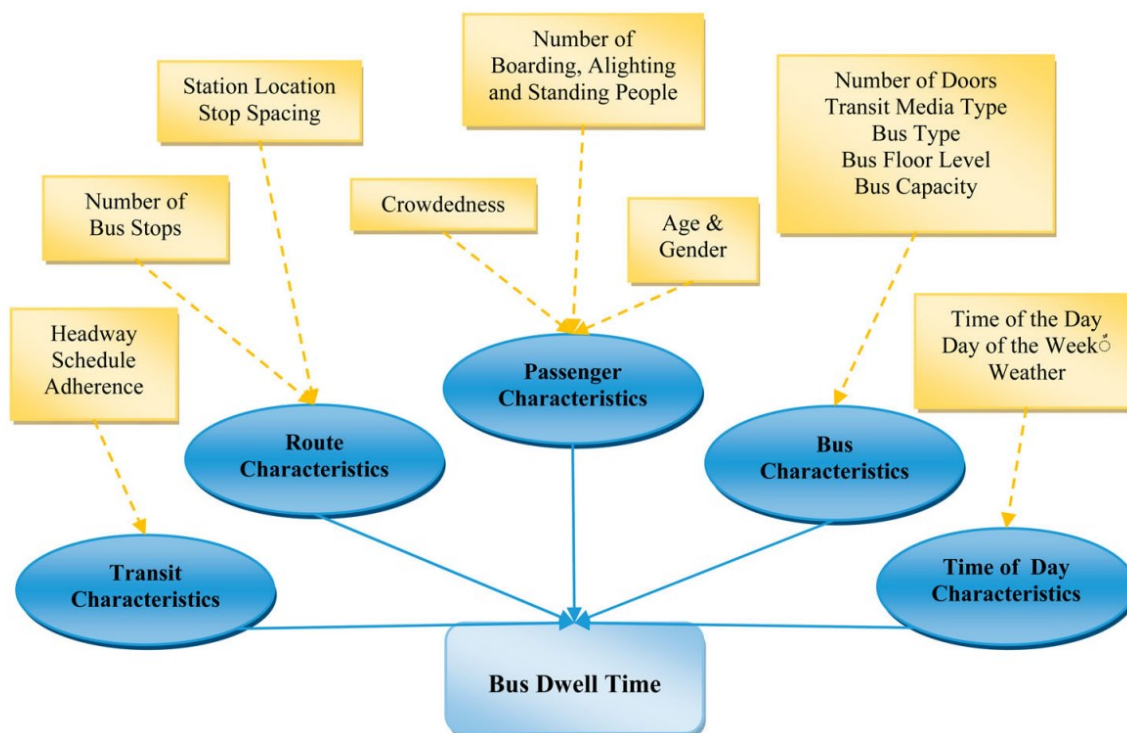 Number of
Boarding, Alighting
and Standing People
Station Location
Stop Spacing
Number of Doors
Transit Media Type
Bus Type
Bus Floor Level
Bus Capacity
Number of
Bus Stops
Crowdedness
Age &
Gender
Headway
Schedule
Adherence
Time of the Day
Day of the Week
Weather
Passenger
Characteristics
Route
Characteristics
Bus
Characteristics
Transit
Characteristics
Time of Day
Characteristics
Bus Dwell Time